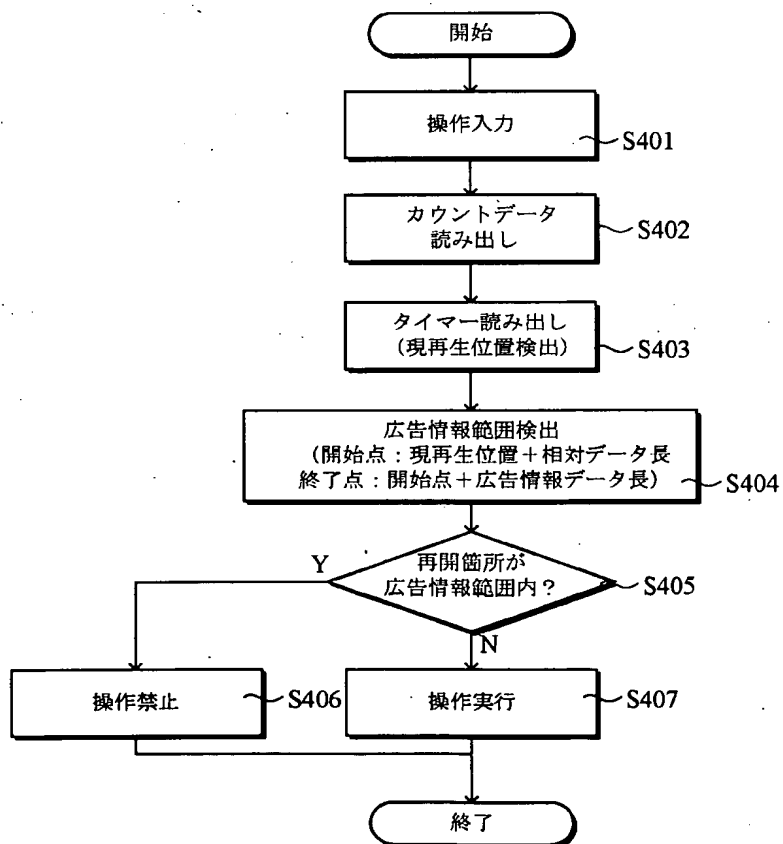 開始
操作入力
S401
カウントデータ
読み出し
S402
タイマー読み出し
(現再生位置検出)
S403
広告情報範囲検出
(開始点：現再生位置＋相対データ長
終了点：開始点＋広告情報データ長)
S404
再開箇所が
広告情報範囲内？
S405
Y
N
操作禁止
S406
操作実行
S407
終了